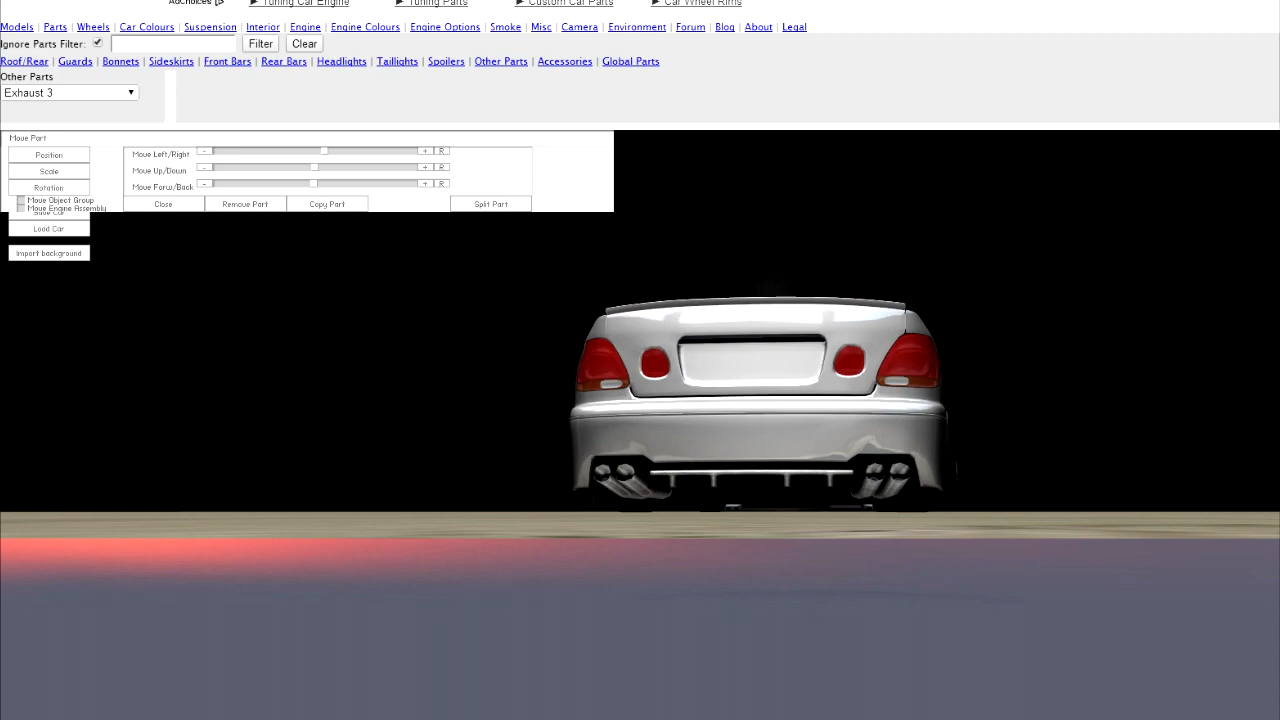 AdChoices ▶ Tuning Car Engine ▶ Tuning Parts ▶ Custom Car Parts ▶ Car Wheel Rims
Models | Parts | Wheels | Car Colours | Suspension | Interior | Engine | Engine Colours | Engine Options | Smoke | Misc | Camera | Environment | Forum | Blog | About | Legal
Ignore Parts Filter: Filter Clear
Roof/Rear | Guards | Bonnets | Sideskirts | Front Bars | Rear Bars | Headlights | Taillights | Spoilers | Other Parts | Accessories | Global Parts
Other Parts
Exhaust 3
Move Part
Position
Scale
Rotation
Move Object Group
Move Engine Assembly
Save Car
Load Car
Import background
Move Left/Right - + R
Move Up/Down - + R
Move Forw/Back - + R
Close Remove Part Copy Part Split Part